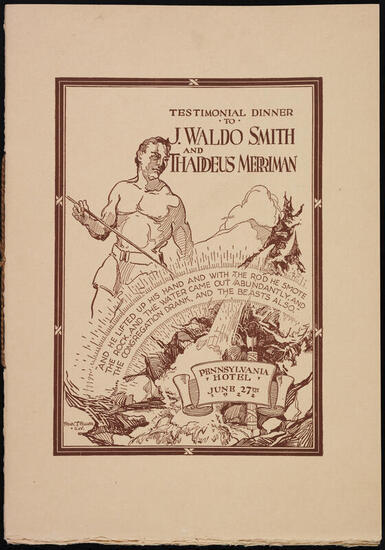 TESTIMONIAL DINNER
· TO ·
J. WALDO SMITH
AND
THADDEUS MERRIMAN
AND HE LIFTED UP HIS HAND AND WITH THE ROD HE SMOTE
THE ROCK AND THE WATER CAME OUT ABUNDANTLY, AND
THE CONGREGATION DRANK, AND THE BEASTS ALSO.
PENNSYLVANIA
· HOTEL ·
JUNE 27TH
· 1922 ·